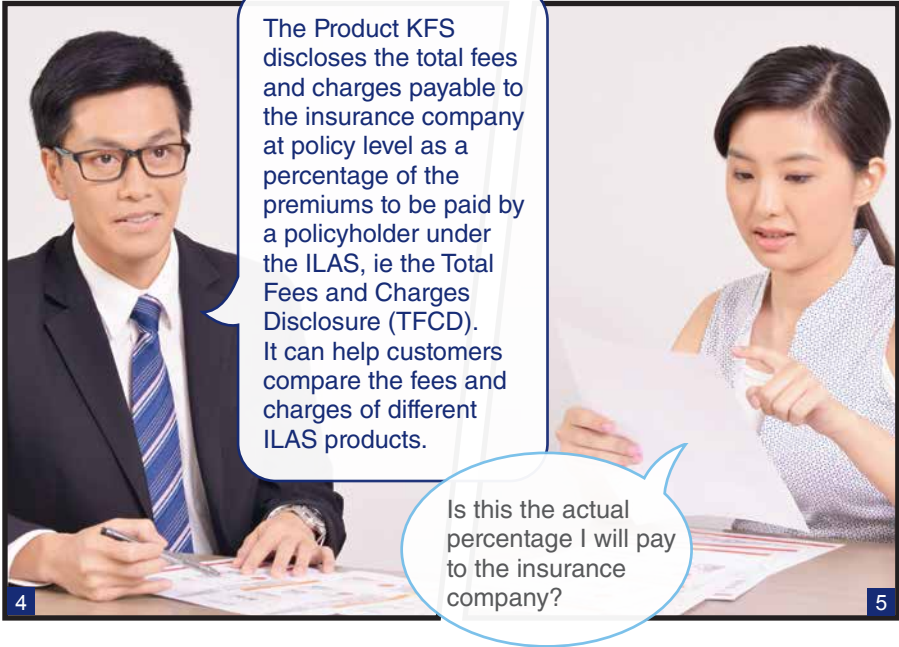 The Product KFS
discloses the total fees
and charges payable to
the insurance company
at policy level as a
percentage of the
premiums to be paid by
a policyholder under
the ILAS, ie the Total
Fees and Charges
Disclosure (TFCD).
It can help customers
compare the fees and
charges of different
ILAS products.
Is this the actual
percentage I will pay
to the insurance
company?
4
5